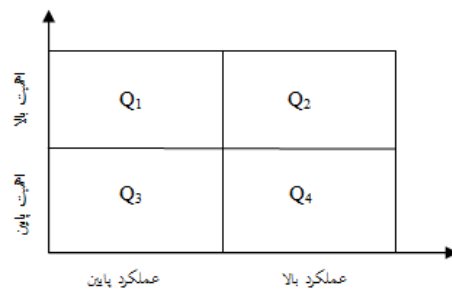 اهمیت بالا
Q1 Q2
اهمیت پایین
Q3 Q4
عملکرد بالا عملکرد پایین